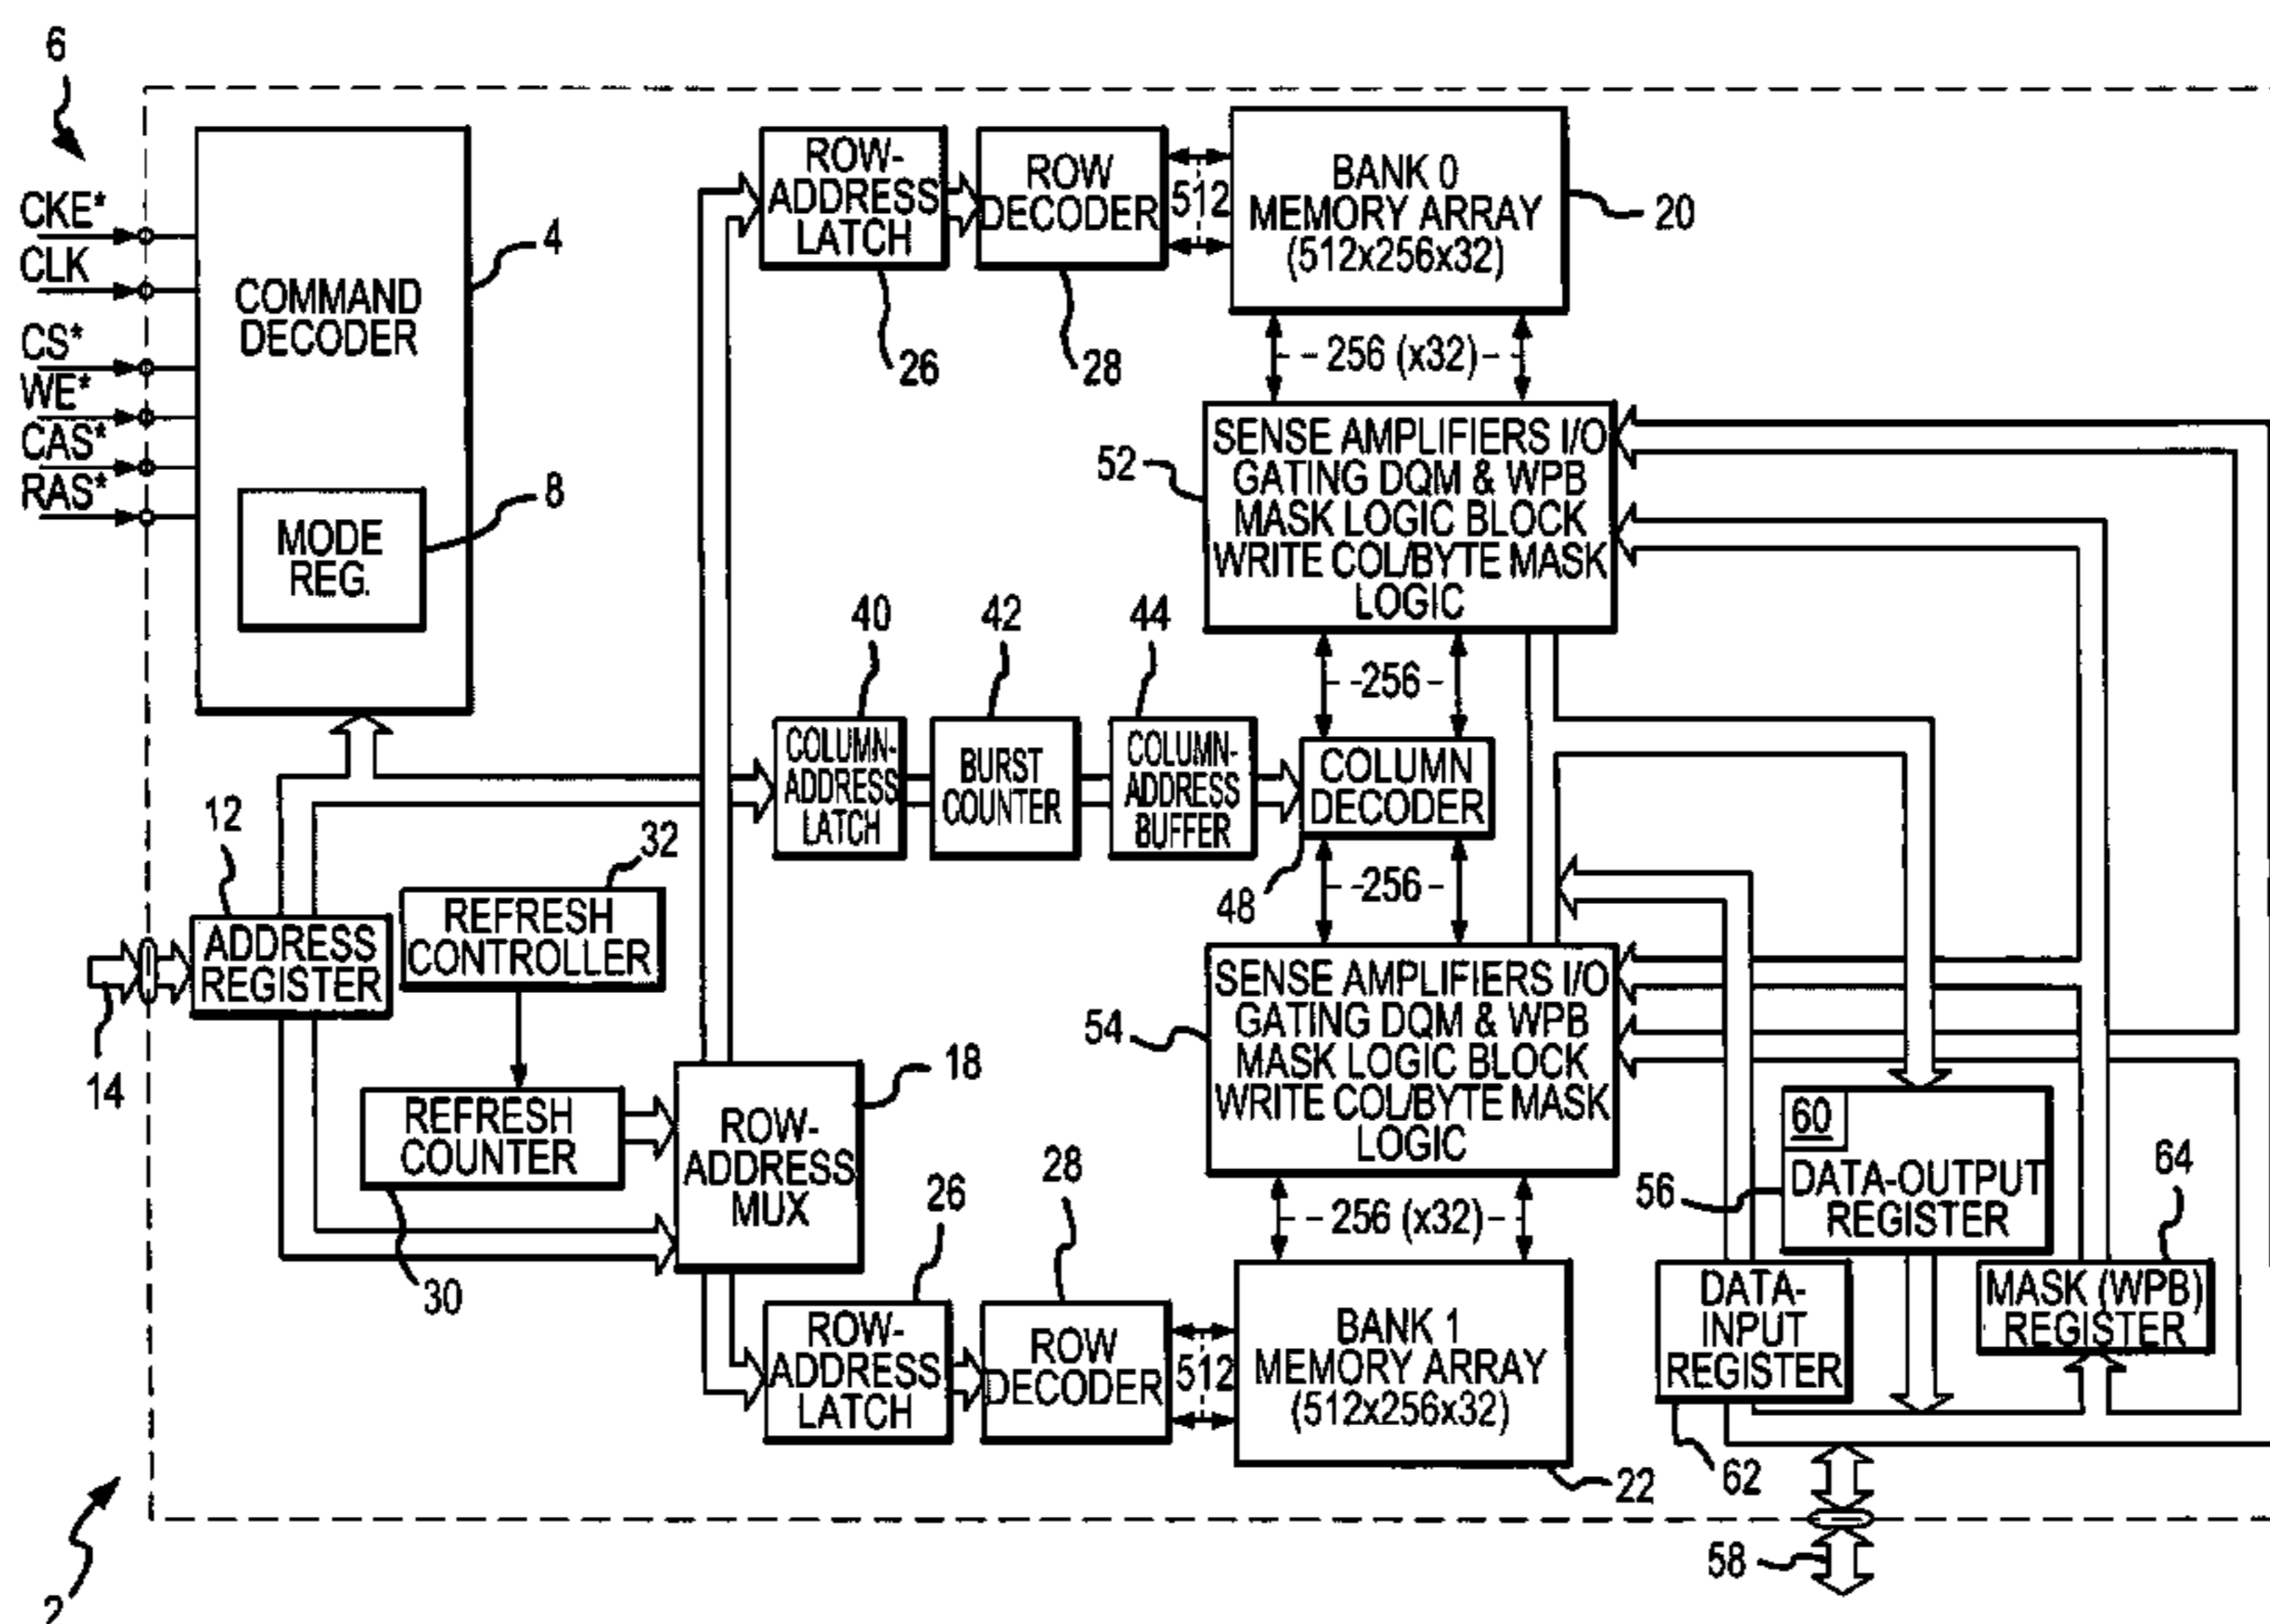 6
CKE*
CLK
CS*
WE*
CAS*
RAS*
COMMAND
DECODER
4
MODE
REG.
8
ROW-
ADDRESS
LATCH
26
ROW
DECODER
28
512
BANK 0
MEMORY ARRAY
(512x256x32)
20
256 (x32)
52
SENSE AMPLIFIERS I/O
GATING DQM & WPB
MASK LOGIC BLOCK
WRITE COL/BYTE MASK
LOGIC
256
40
COLUMN-
ADDRESS
LATCH
42
BURST
COUNTER
44
COLUMN-
ADDRESS
BUFFER
COLUMN
DECODER
48
256
12
ADDRESS
REGISTER
14
32
REFRESH
CONTROLLER
REFRESH
COUNTER
30
18
ROW-
ADDRESS
MUX
54
SENSE AMPLIFIERS I/O
GATING DQM & WPB
MASK LOGIC BLOCK
WRITE COL/BYTE MASK
LOGIC
256 (x32)
26
ROW-
ADDRESS
LATCH
28
ROW
DECODER
512
BANK 1
MEMORY ARRAY
(512x256x32)
22
60
56
DATA-OUTPUT
REGISTER
64
DATA-
INPUT
REGISTER
62
MASK (WPB)
REGISTER
58
2